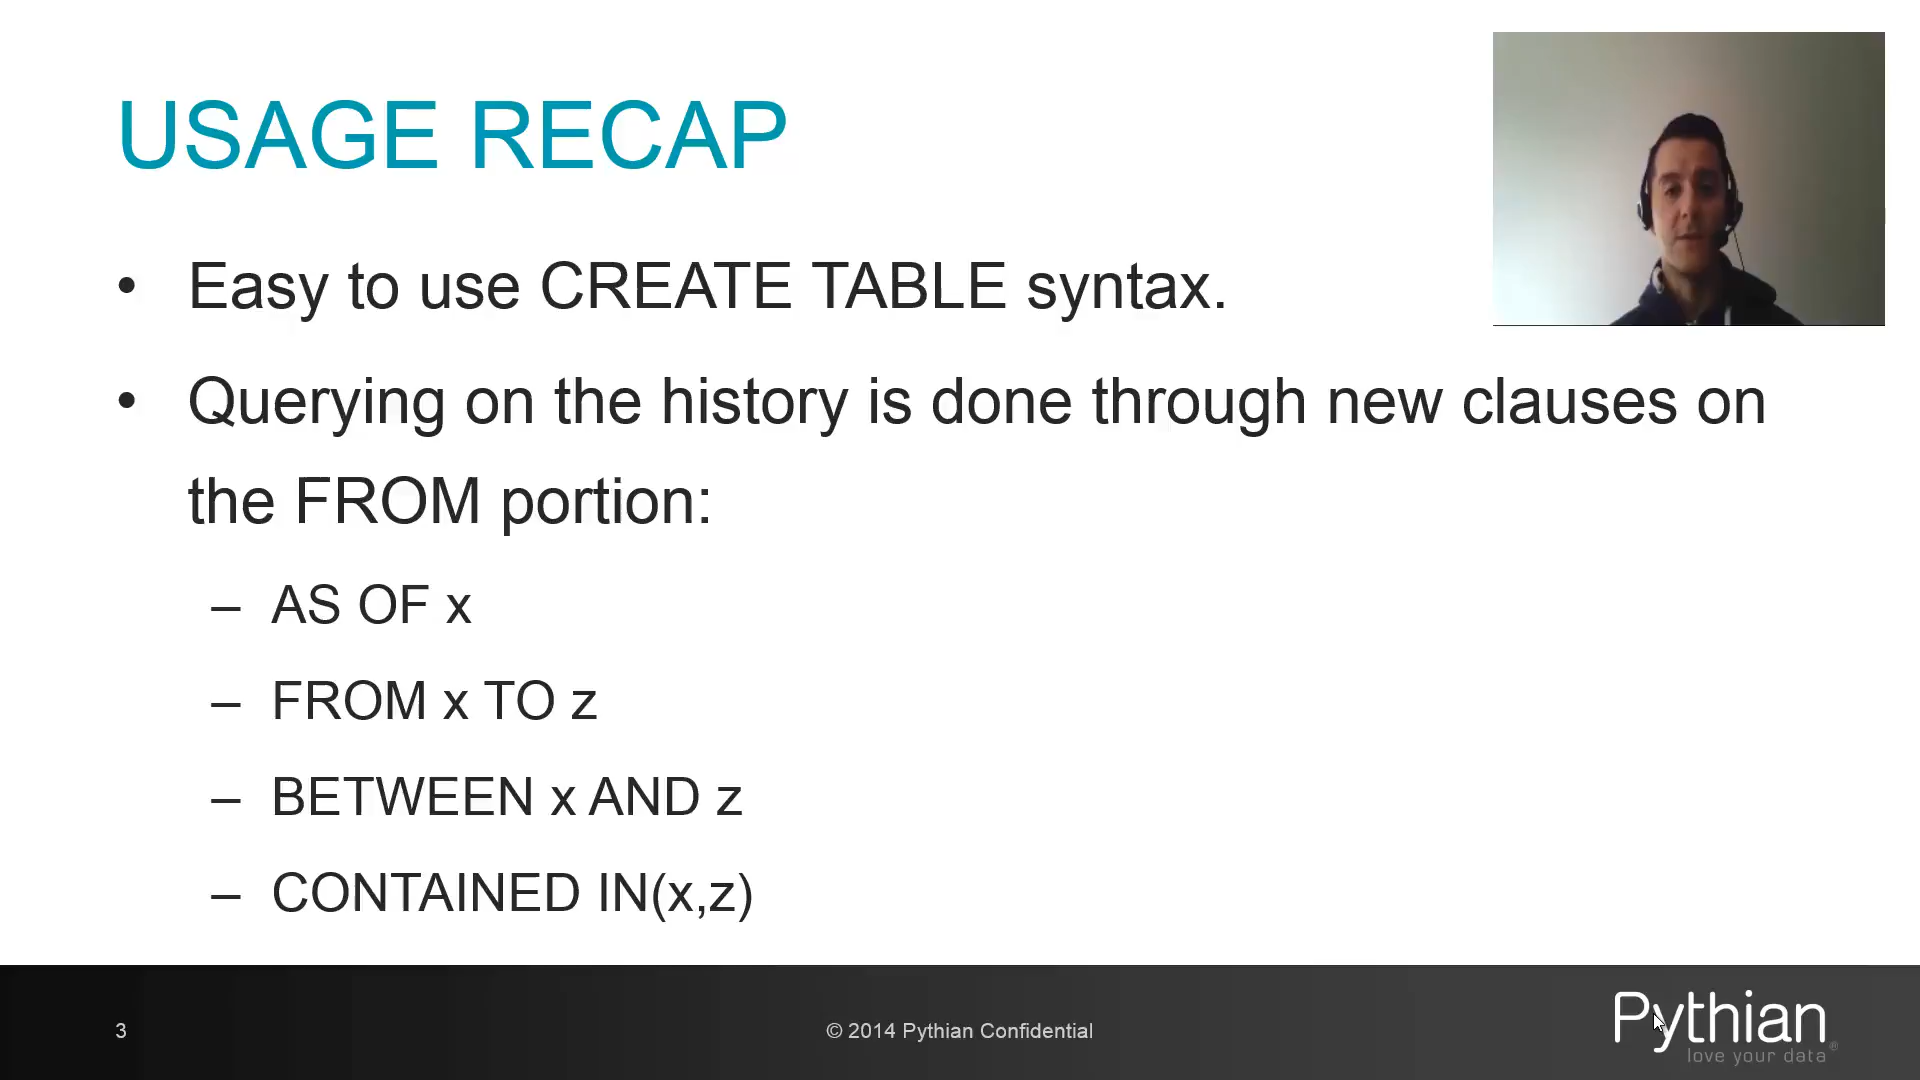 USAGE RECAP
• Easy to use CREATE TABLE syntax.
• Querying on the history is done through new clauses on
the FROM portion:
– AS OF x
– FROM x TO z
– BETWEEN x AND z
– CONTAINED IN(x,z)
3
© 2014 Pythian Confidential
Pythian
love your data®